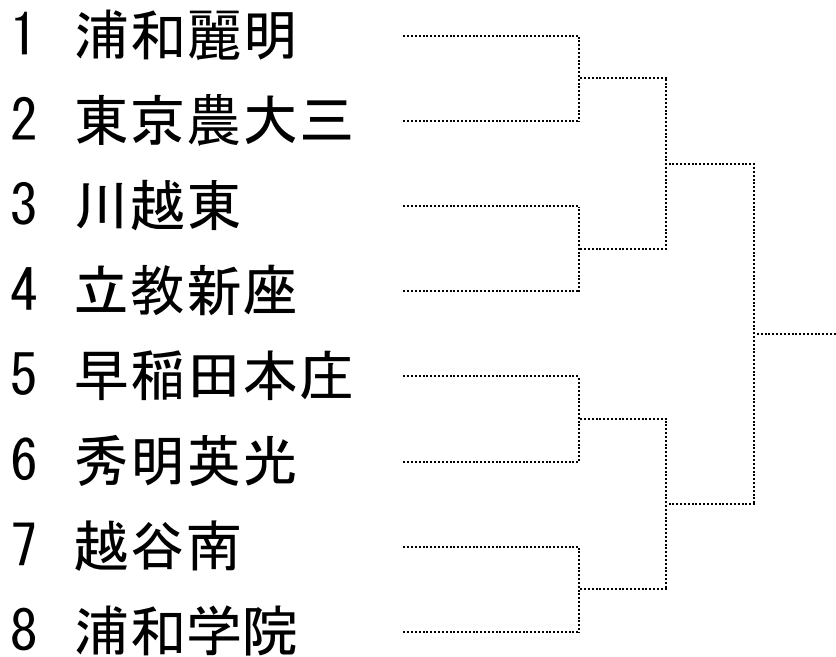 1 浦和麗明
2 東京農大三
3 川越東
4 立教新座
5 早稲田本庄
6 秀明英光
7 越谷南
8 浦和学院